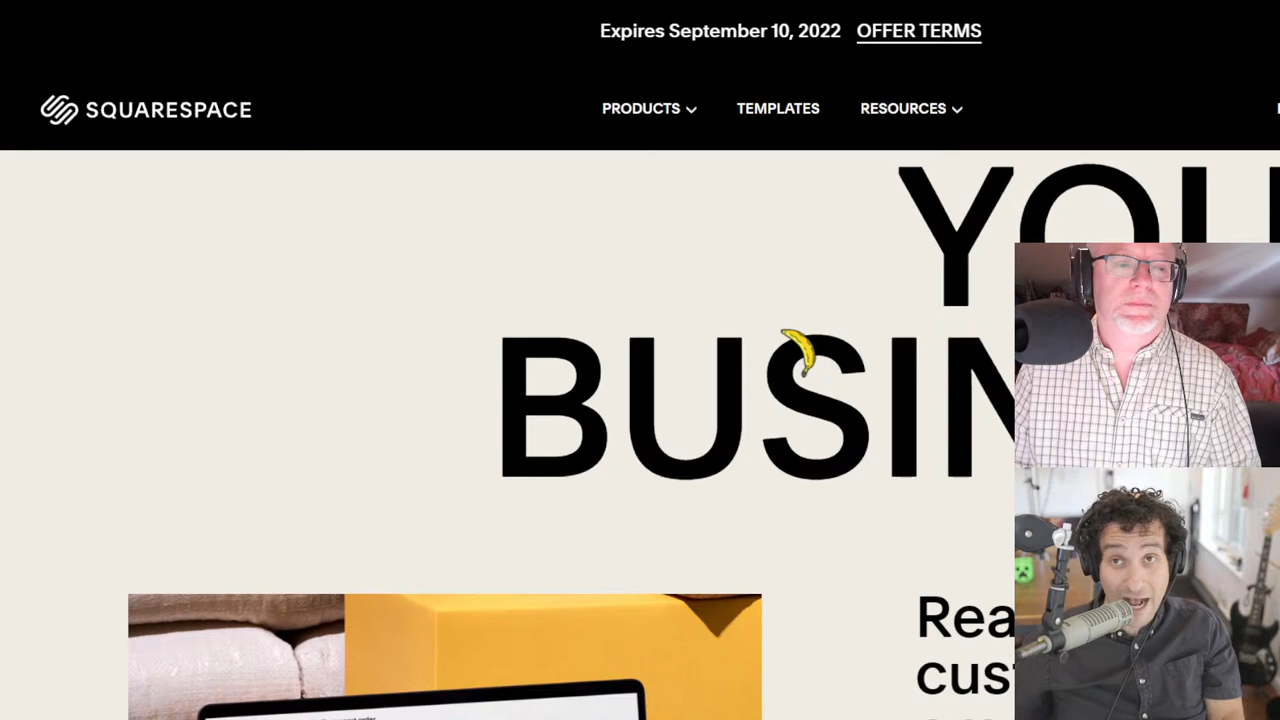 Expires September 10, 2022 OFFER TERMS
SQUARESPACE PRODUCTS TEMPLATES RESOURCES
YOU
BUSIN
Rea
cus